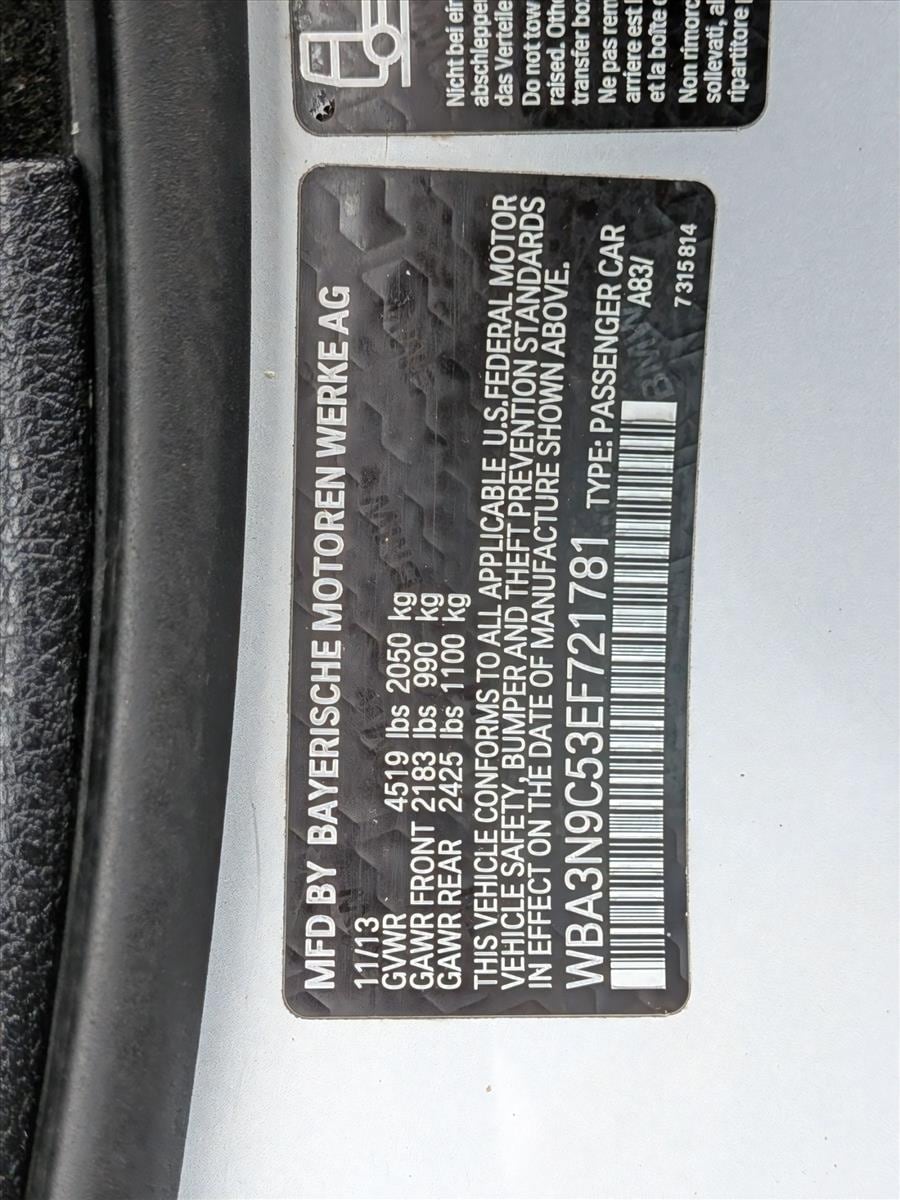 MFD BY BAYERISCHE MOTOREN WERKE AG
11/13
GVWR 4519 lbs 2050 kg
GAWR FRONT 2183 lbs 990 kg
GAWR REAR 2425 lbs 1100 kg
THIS VEHICLE CONFORMS TO ALL APPLICABLE U.S. FEDERAL MOTOR
VEHICLE SAFETY, BUMPER AND THEFT PREVENTION STANDARDS
IN EFFECT ON THE DATE OF MANUFACTURE SHOWN ABOVE.
WBA3N9C53EF721781 TYPE: PASSENGER CAR
A83/
7 315 814
Nicht bei ein
abschleppen
das Verteile
Do not tow
raised. Othe
transfer box
Ne pas rem
arriere est
et la boîte
Non rimorc
sollevati, al
ripartitore